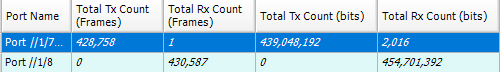 Port Name Total Tx Count (Frames) Total Rx Count (Frames) Total Tx Count (bits) Total Rx Count (bits)
Port //1/7... 428,758 1 439,048,192 2,016
Port //1/8 0 430,587 0 454,701,392